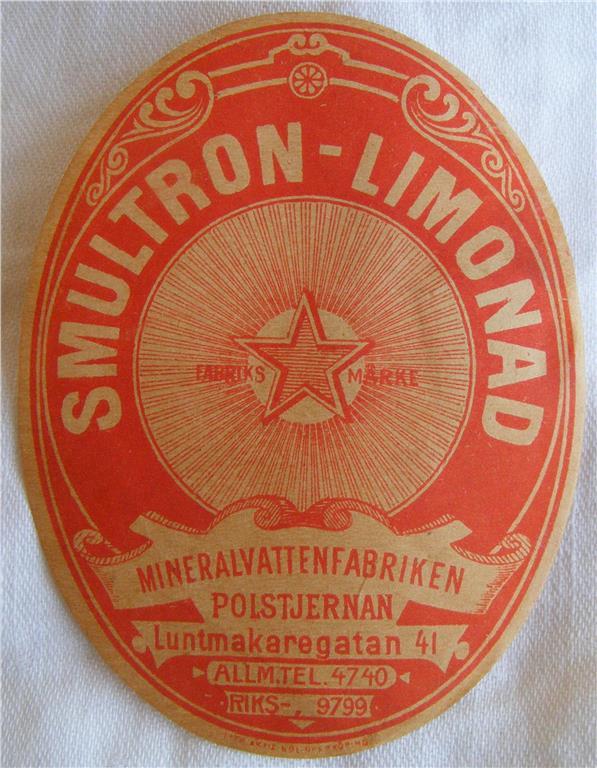 SMULTRON-LIMONAD
FABRIKS MÄRKE
MINERALVATTENFABRIKEN
POLSTJERNAN
Luntmakaregatan 41
ALLM.TEL. 4740
RIKS-, 9799